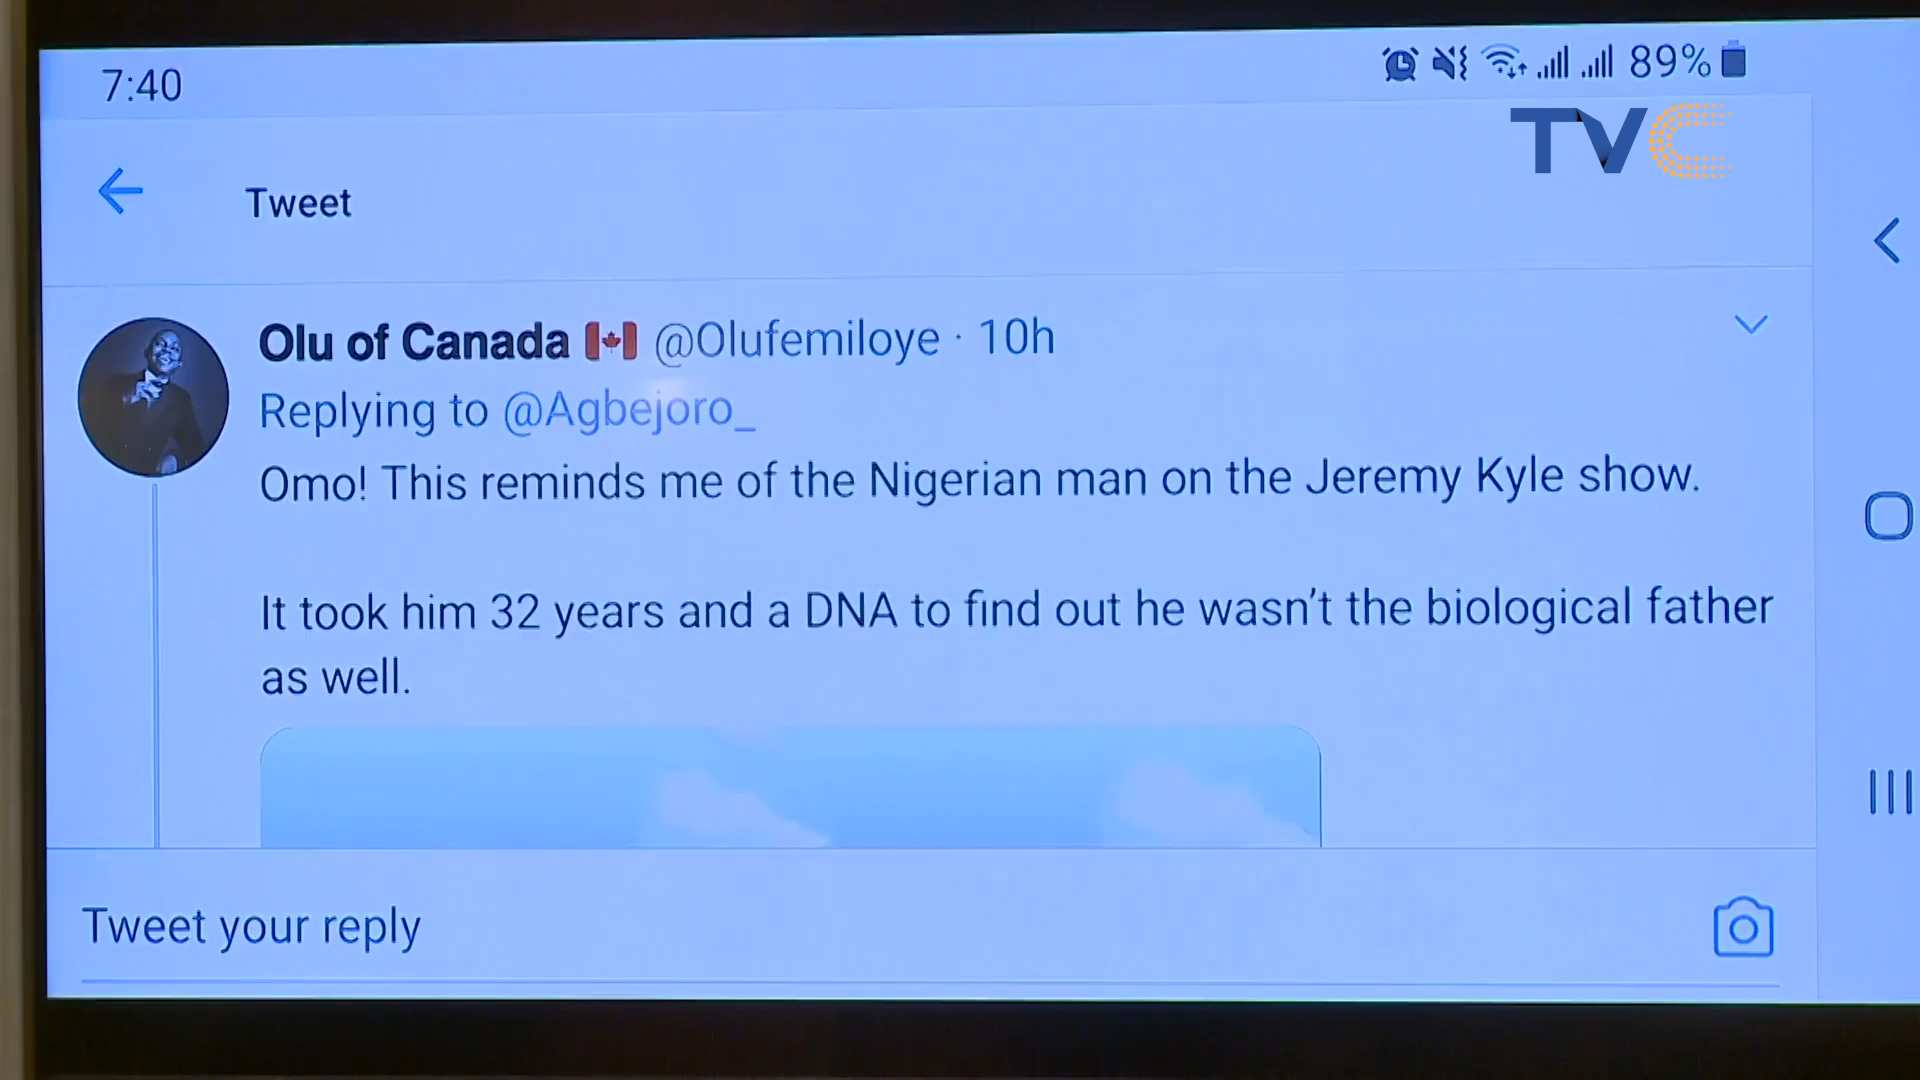 7:40
89%
TVC
Tweet
Olu of Canada @Olufemiloye · 10h
Replying to @Agbejoro_
Omo! This reminds me of the Nigerian man on the Jeremy Kyle show.
It took him 32 years and a DNA to find out he wasn't the biological father
as well.
Tweet your reply